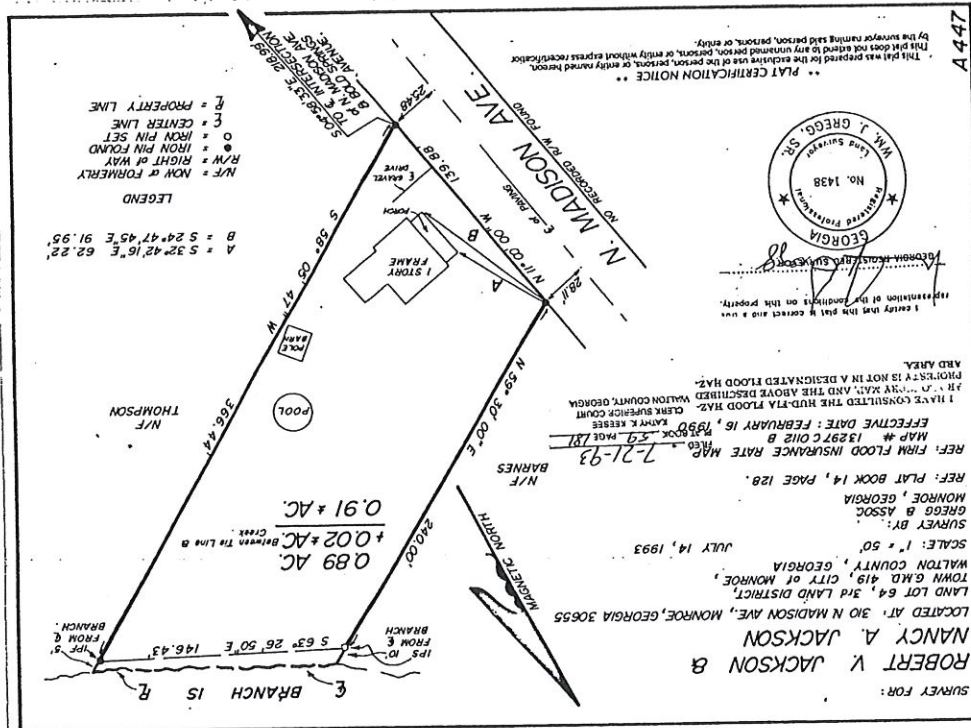 SURVEY FOR:
ROBERT V. JACKSON &
NANCY A. JACKSON
LOCATED AT: 310 N MADISON AVE., MONROE, GEORGIA 30655
LAND LOT 64, 3rd LAND DISTRICT,
TOWN G.M.D. 419, CITY of MONROE,
WALTON COUNTY, GEORGIA
SCALE: 1" = 50'
JULY 14, 1993
SURVEY BY:
GREGG & ASSOC.
MONROE, GEORGIA
REF: PLAT BOOK 14, PAGE 128.
REF: FIRM FLOOD INSURANCE RATE MAP
MAP # 13297C 0112 B
EFFECTIVE DATE: FEBRUARY 16, 1990
I HAVE CONSULTED THE HUD-FIA FLOOD HAZ-
MAP, AND THE ABOVE DESCRIBED
PROPERTY IS NOT IN A DESIGNATED FLOOD HAZ-
ARD AREA.
FILED 7-21-93
PLAT BOOK 59 PAGE 181
KATHY K. KEESEE
CLERK SUPERIOR COURT
WALTON COUNTY, GEORGIA
I certify that this plat is correct and a
representation of the conditions on this property.
GEORGIA REGISTERED SURVEYOR
GEORGIA
Registered Professional
No. 1438
Land Surveyor
WM. J. GREGG, SR.
** PLAT CERTIFICATION NOTICE **
This plat was prepared for the exclusive use of the person, persons, or entity named hereon.
This plat does not extend to any unnamed person, persons, or entity without express recertification
by the surveyor naming said person, persons, or entity.
A 447
℄ BRANCH IS ⅊
IPS 10'
FROM ℄
BRANCH
S 63° 26' 50" E 146.43'
IPF 5'
FROM ℄
BRANCH
MAGNETIC NORTH
0.89 AC.
+ 0.02 ± AC. Between Tie Line & Creek
0.91 ± AC.
240.00'
N 59° 30' 00" E
N/F
BARNES
N/F
THOMPSON
POOL
POLE
BARN
366.44'
S 58° 05' 47" W
1 STORY
FRAME
PORCH
A
B
28.11'
N 11° 00' 00" W
139.88'
℄ GRAVEL
DRIVE
25.48'
℄ of PAVING
N. MADISON AVE
NO RECORDED R/W FOUND
S 04° 58' 33" E 218.99'
TO ℄ INTERSECTION
of N. MADISON
& BOLD SPRINGS
AVENUE.
A = S 32° 42' 16" E 62.22'
B = S 24° 47' 45" E 91.95'
LEGEND
N/F = NOW or FORMERLY
R/W = RIGHT of WAY
● = IRON PIN FOUND
○ = IRON PIN SET
℄ = CENTER LINE
⅊ = PROPERTY LINE